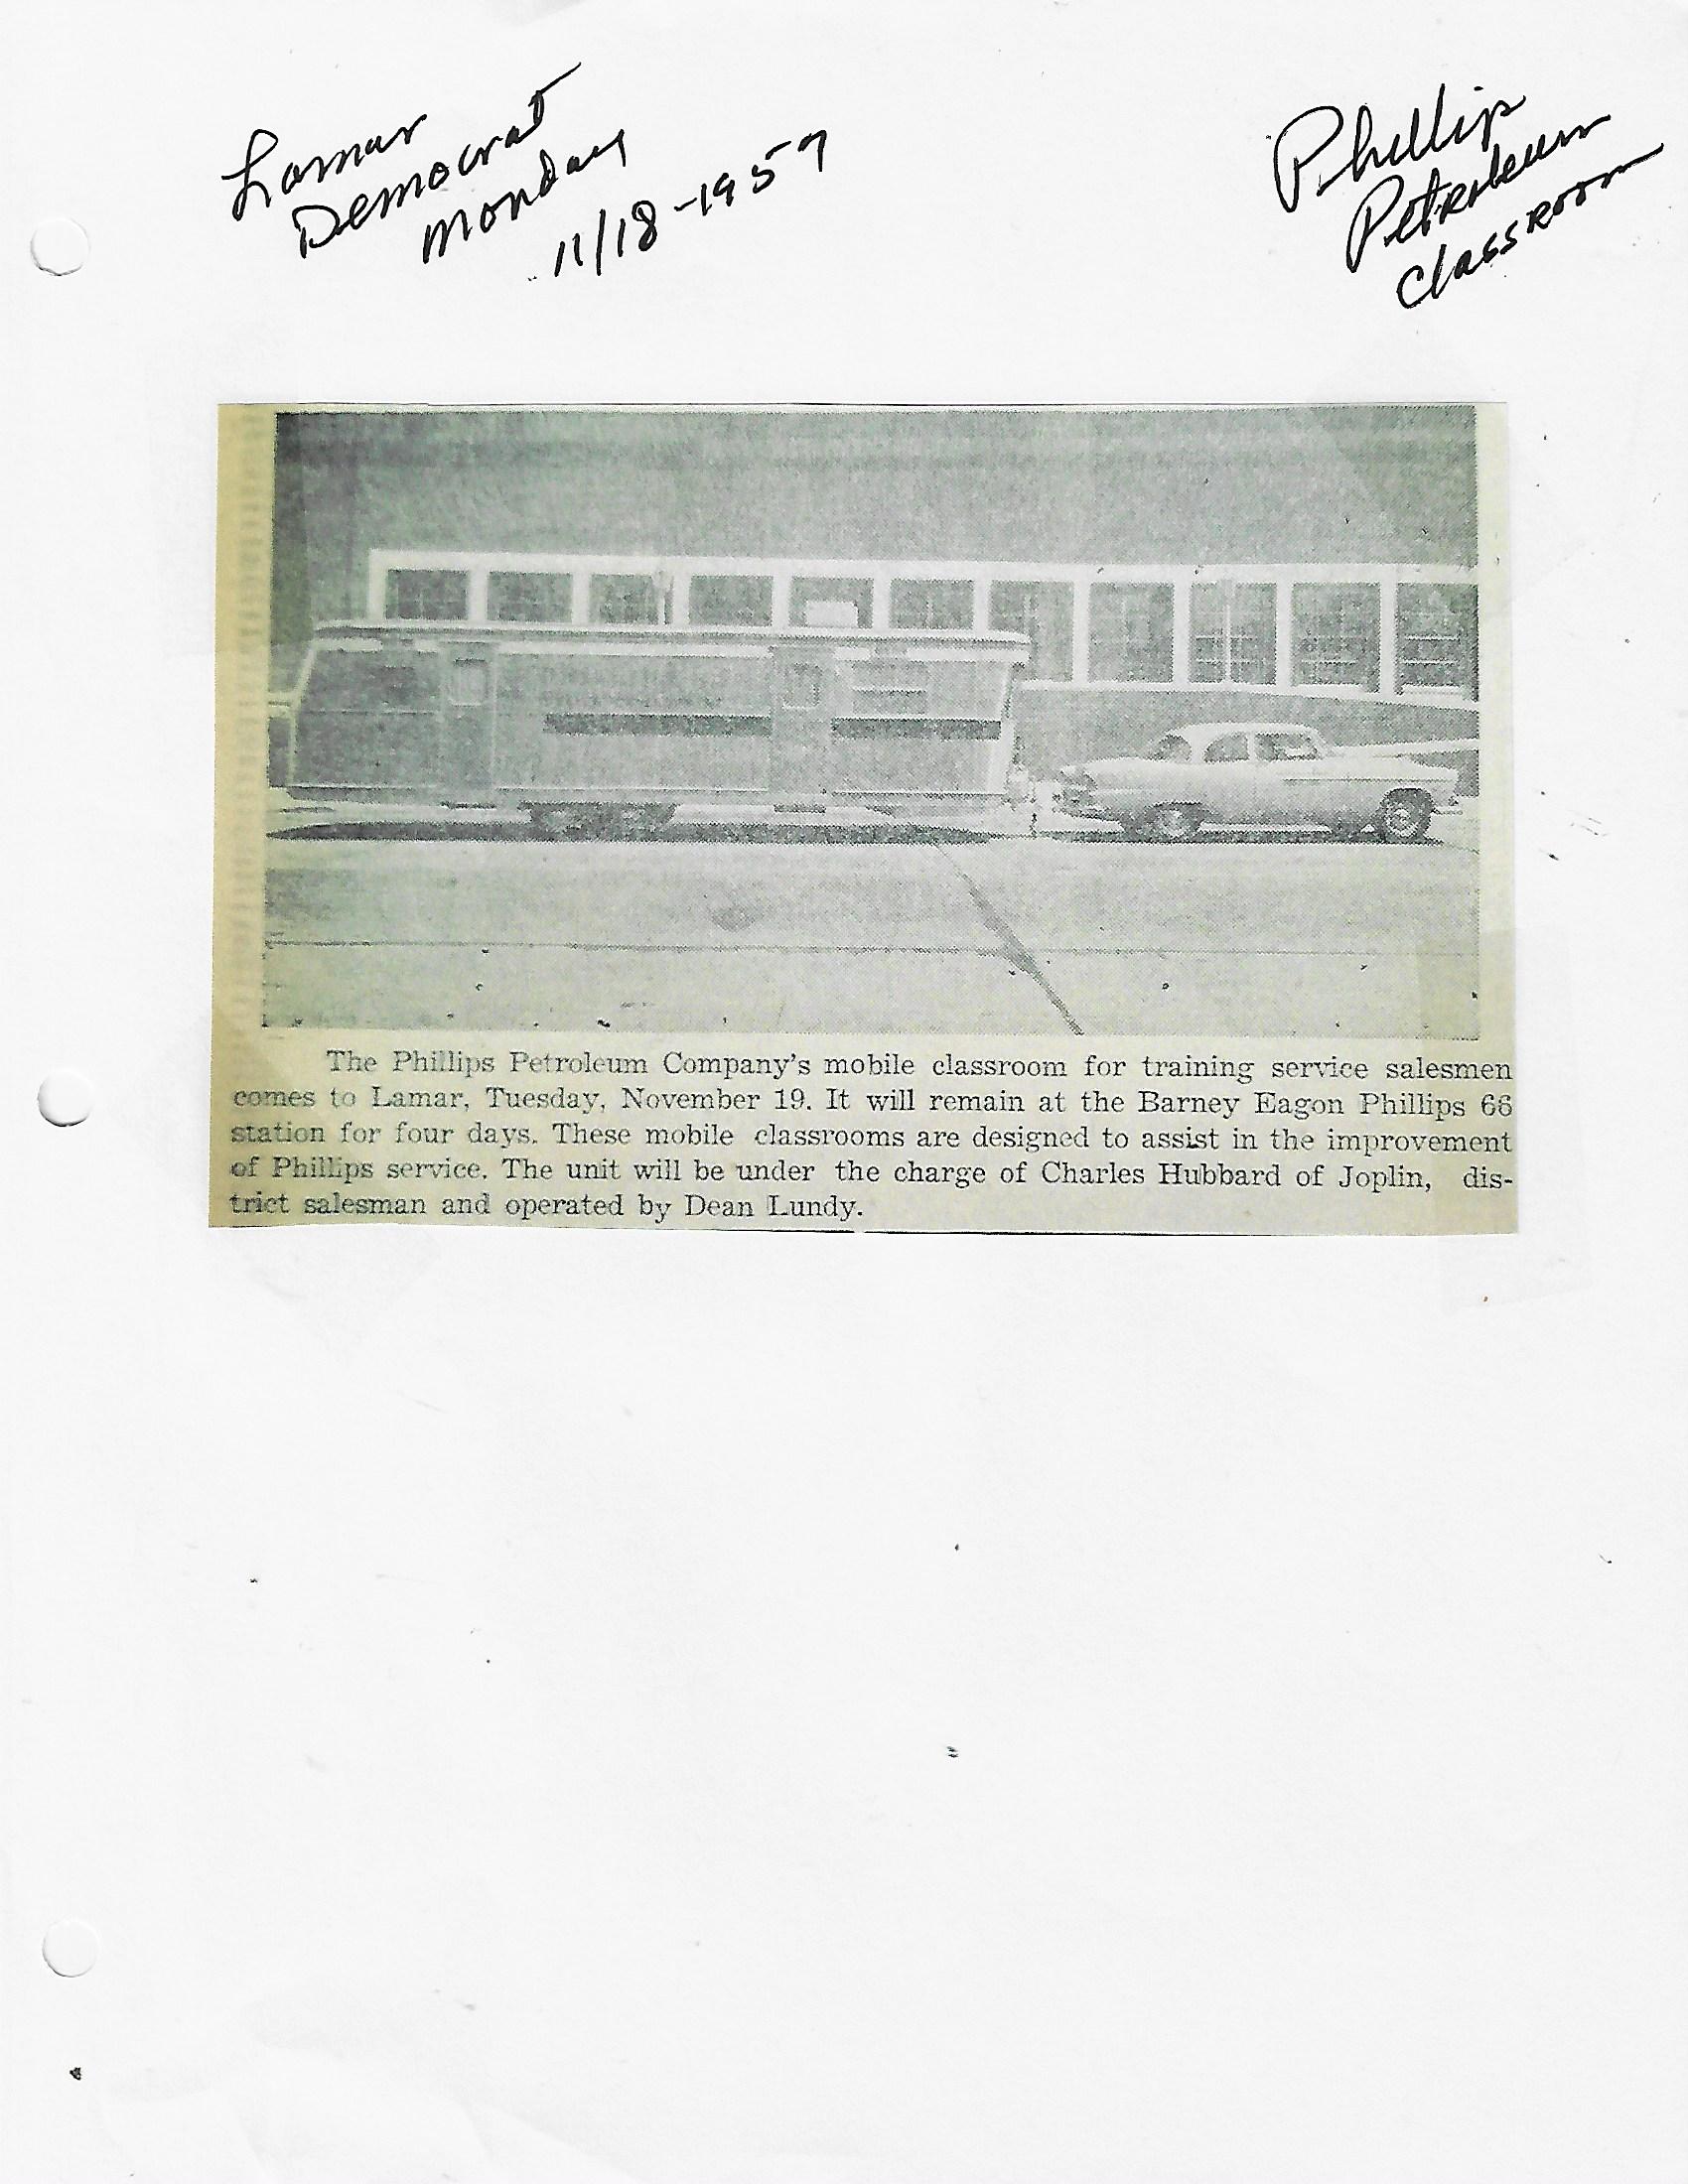 Lamar
Democrat
Monday
11/18-1957
Phillip
Petroleum
Classroom
The Phillips Petroleum Company's mobile classroom for training service salesmen
comes to Lamar, Tuesday, November 19. It will remain at the Barney Eagon Phillips 66
station for four days. These mobile classrooms are designed to assist in the improvement
of Phillips service. The unit will be under the charge of Charles Hubbard of Joplin, dis-
trict salesman and operated by Dean Lundy.